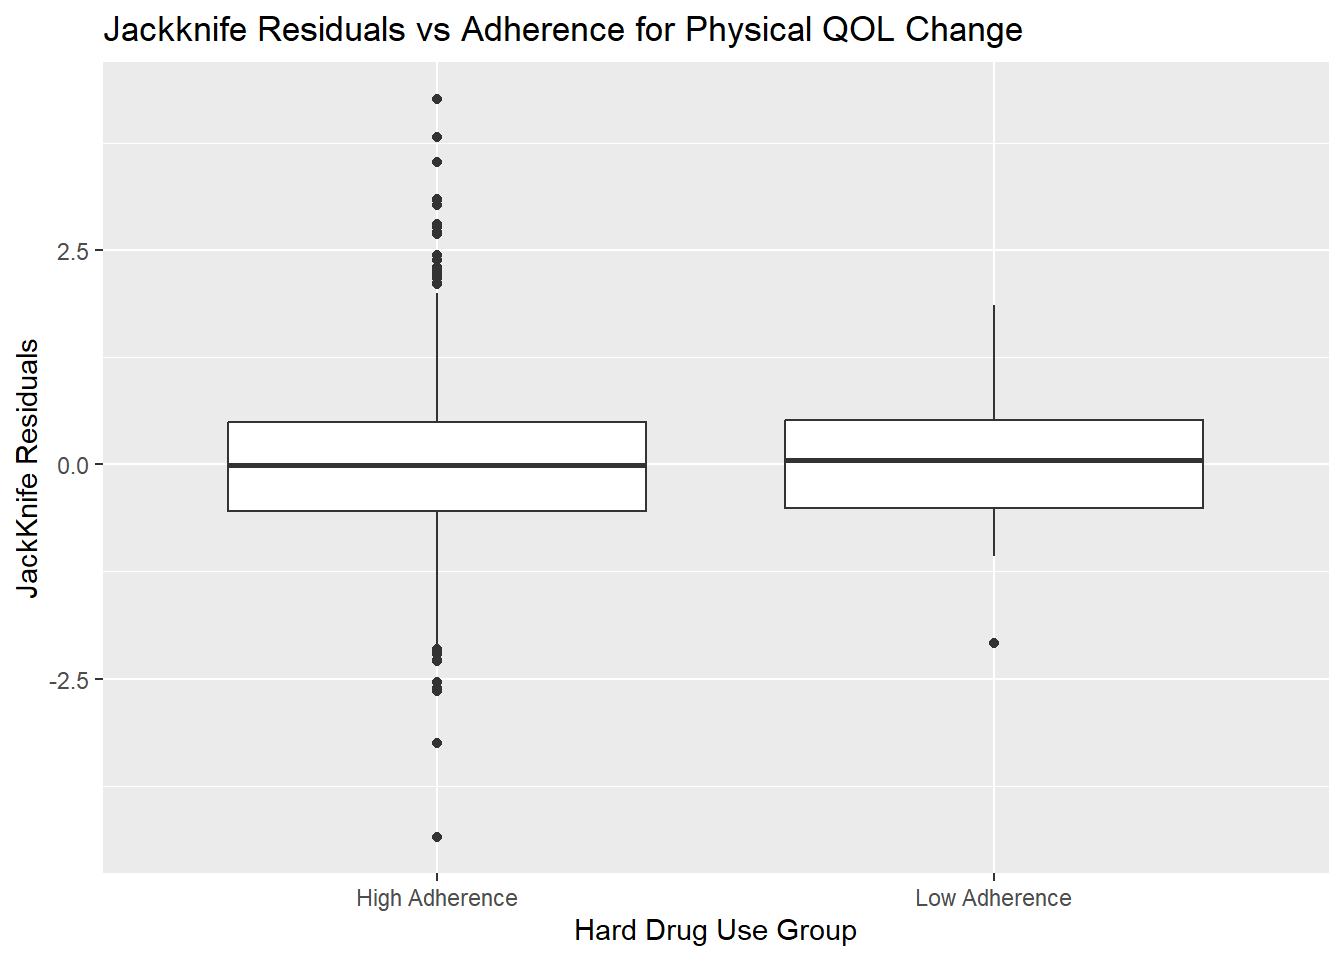 Jackknife Residuals vs Adherence for Physical QOL Change
JackKnife Residuals
2.5
0.0
-2.5
High Adherence
Low Adherence
Hard Drug Use Group